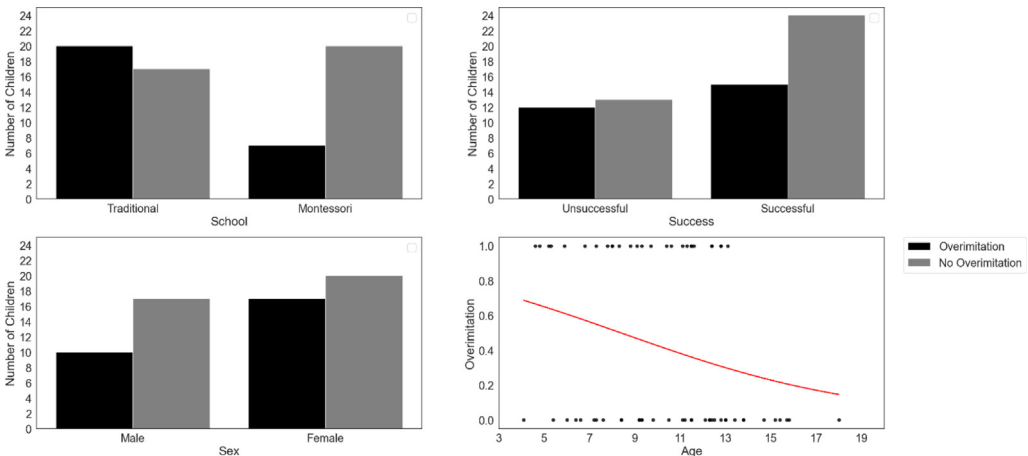 Number of Children
24
22
20
18
16
14
12
10
8
6
4
2
0
Traditional
Montessori
School
Number of Children
24
22
20
18
16
14
12
10
8
6
4
2
0
Unsuccessful
Successful
Success
Number of Children
24
22
20
18
16
14
12
10
8
6
4
2
0
Male
Female
Sex
Overimitation
1.0
0.8
0.6
0.4
0.2
0.0
3 5 7 9 11 13 15 17 19
Age
Overimitation
No Overimitation